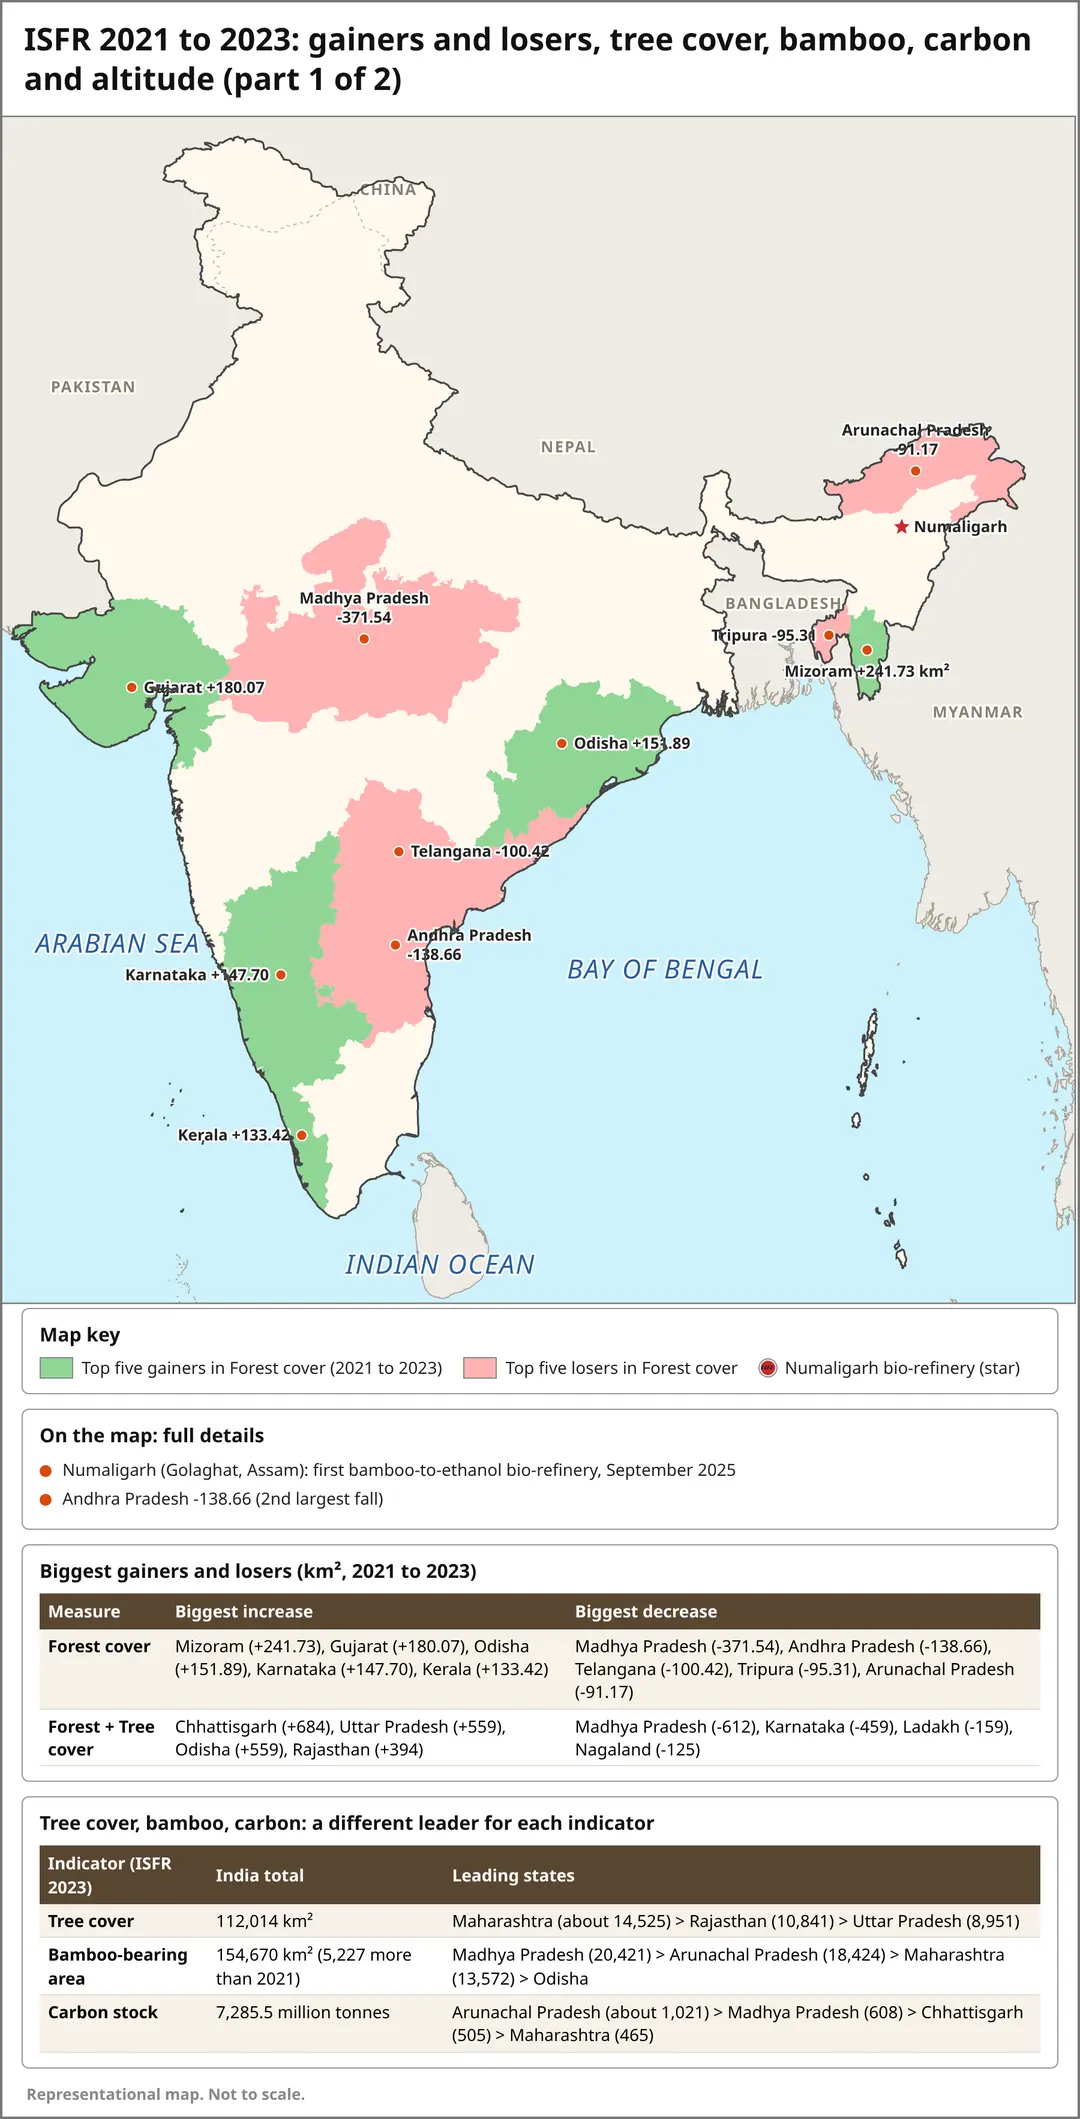 ISFR 2021 to 2023: gainers and losers, tree cover, bamboo, carbon
and altitude (part 1 of 2)
CHINA
PAKISTAN
NEPAL
Arunachal Pradesh
-91.17
Numaligarh
Madhya Pradesh
-371.54
BANGLADESH
Tripura -95.31
Mizoram +241.73 km²
Gujarat +180.07
MYANMAR
Odisha +151.89
Telangana -100.42
Andhra Pradesh
-138.66
ARABIAN SEA
BAY OF BENGAL
Karnataka +147.70
Kerala +133.42
INDIAN OCEAN
Map key
Top five gainers in Forest cover (2021 to 2023)
Top five losers in Forest cover
Numaligarh bio-refinery (star)
On the map: full details
Numaligarh (Golaghat, Assam): first bamboo-to-ethanol bio-refinery, September 2025
Andhra Pradesh -138.66 (2nd largest fall)
Biggest gainers and losers (km², 2021 to 2023)
Measure
Biggest increase
Biggest decrease
Forest cover
Mizoram (+241.73), Gujarat (+180.07), Odisha
(+151.89), Karnataka (+147.70), Kerala (+133.42)
Madhya Pradesh (-371.54), Andhra Pradesh (-138.66),
Telangana (-100.42), Tripura (-95.31), Arunachal Pradesh
(-91.17)
Forest + Tree
cover
Chhattisgarh (+684), Uttar Pradesh (+559),
Odisha (+559), Rajasthan (+394)
Madhya Pradesh (-612), Karnataka (-459), Ladakh (-159),
Nagaland (-125)
Tree cover, bamboo, carbon: a different leader for each indicator
Indicator (ISFR
2023)
India total
Leading states
Tree cover
112,014 km²
Maharashtra (about 14,525) > Rajasthan (10,841) > Uttar Pradesh (8,951)
Bamboo-bearing
area
154,670 km² (5,227 more
than 2021)
Madhya Pradesh (20,421) > Arunachal Pradesh (18,424) > Maharashtra
(13,572) > Odisha
Carbon stock
7,285.5 million tonnes
Arunachal Pradesh (about 1,021) > Madhya Pradesh (608) > Chhattisgarh
(505) > Maharashtra (465)
Representational map. Not to scale.